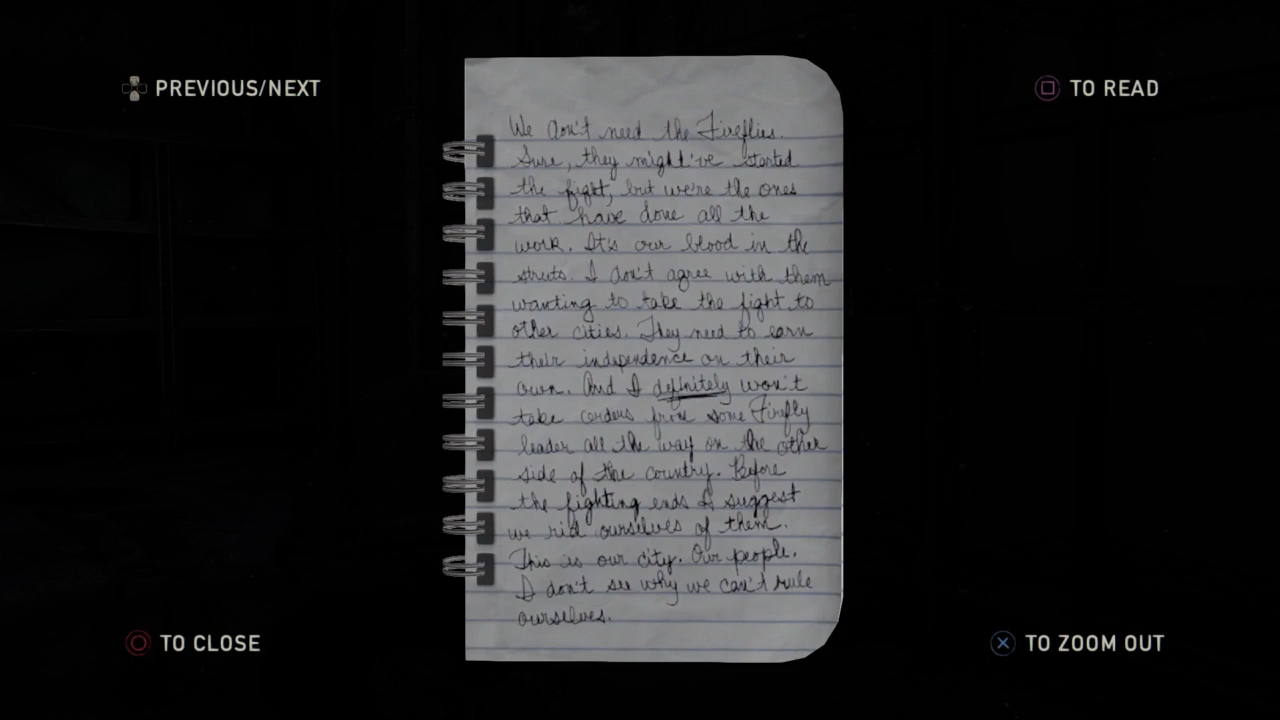 PREVIOUS/NEXT
TO READ
We don't need the Fireflies.
Sure, they might've started
the fight, but we're the ones
that have done all the
work. It's our blood in the
streets. I don't agree with them
wanting to take the fight to
other cities. They need to earn
their independence on their
own. And I definitely won't
take orders from some Firefly
leader all the way on the other
side of the country. Before
the fighting ends I suggest
we rid ourselves of them.
This is our city. Our people.
I don't see why we can't rule
ourselves.
TO CLOSE
TO ZOOM OUT